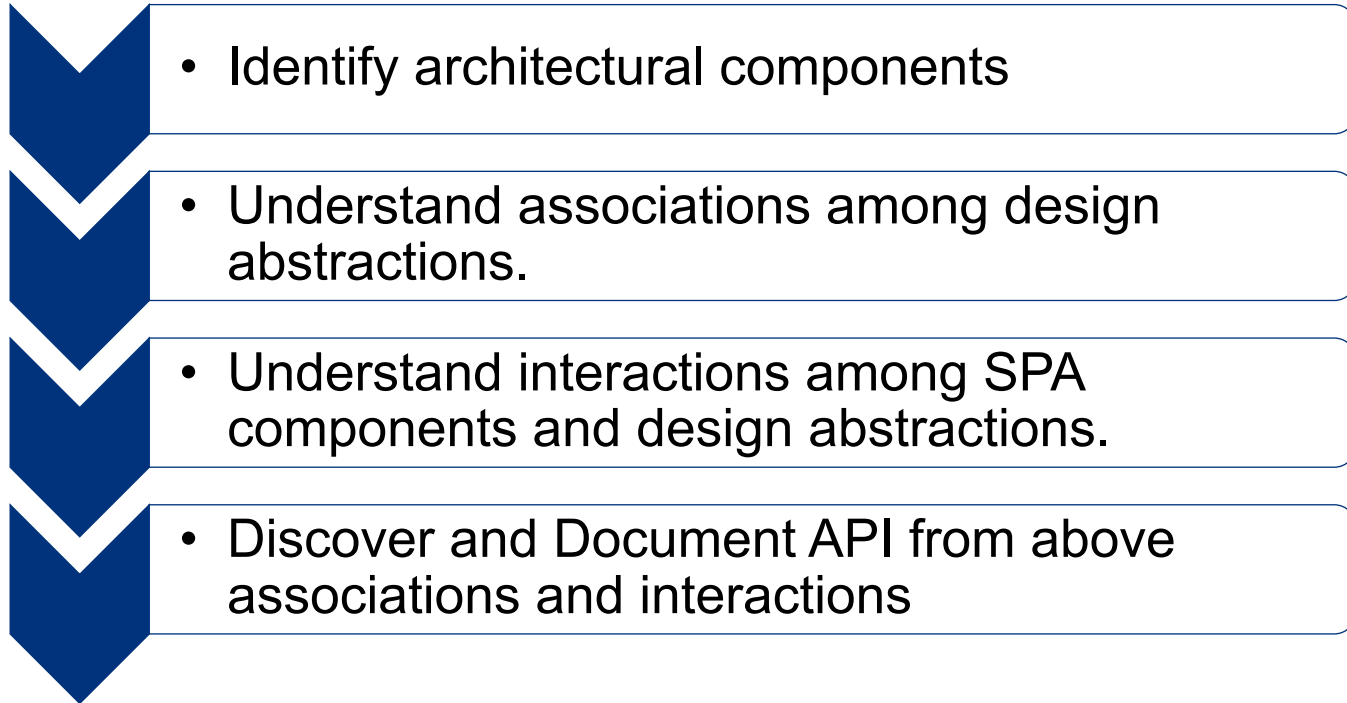 • Identify architectural components
• Understand associations among design
abstractions.
• Understand interactions among SPA
components and design abstractions.
• Discover and Document API from above
associations and interactions